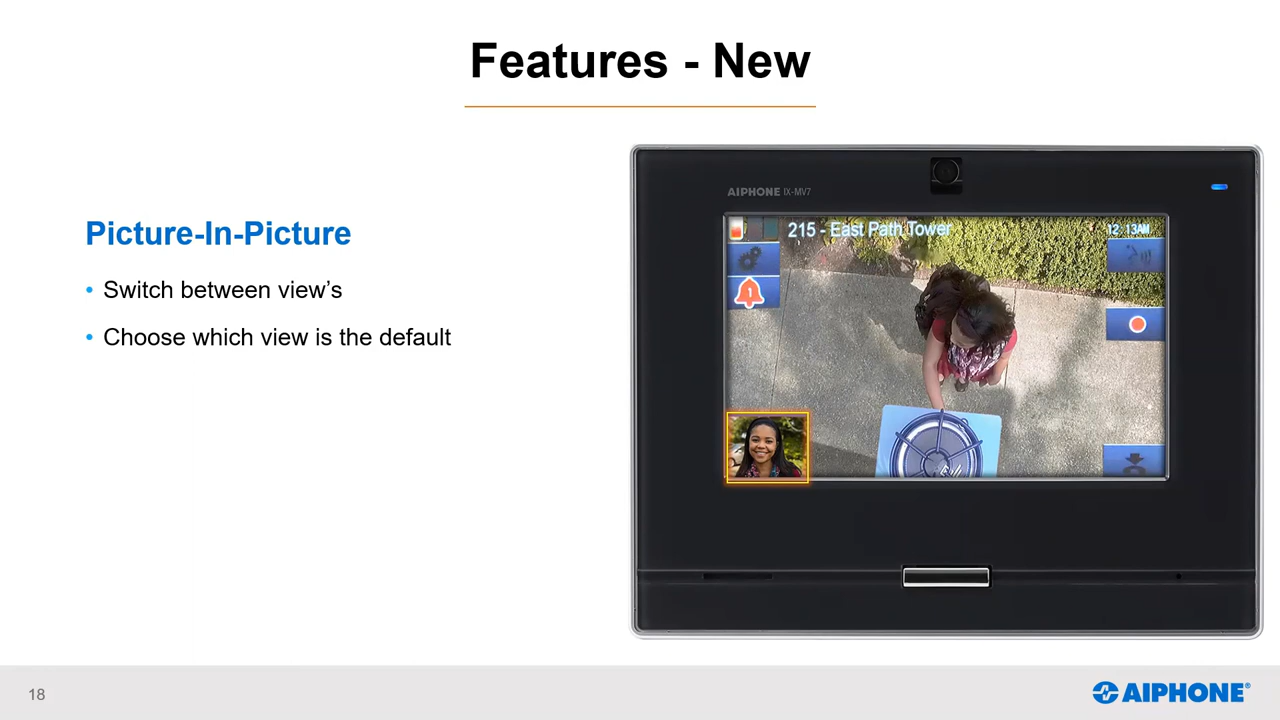 Features - New
Picture-In-Picture
• Switch between view’s
• Choose which view is the default
AIPHONE IX-MV7
215 - East Path Tower
12:13AM
1
18
AIPHONE®